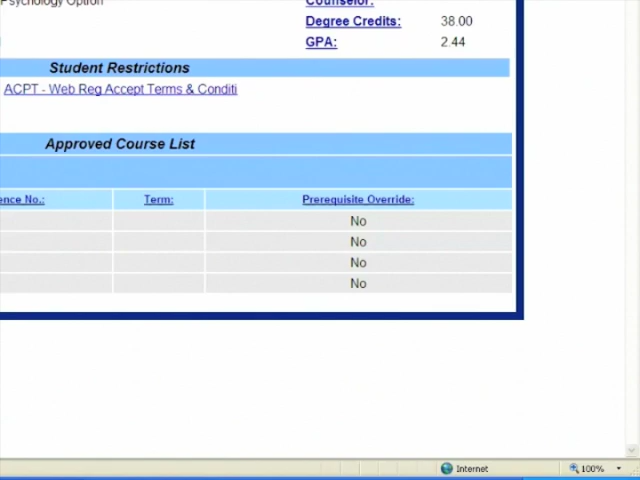 Psychology Option
Counselor:
Degree Credits: 38.00
GPA: 2.44
Student Restrictions
ACPT - Web Reg Accept Terms & Conditi
Approved Course List
ence No.: Term: Prerequisite Override:
No
No
No
No
Internet 100%